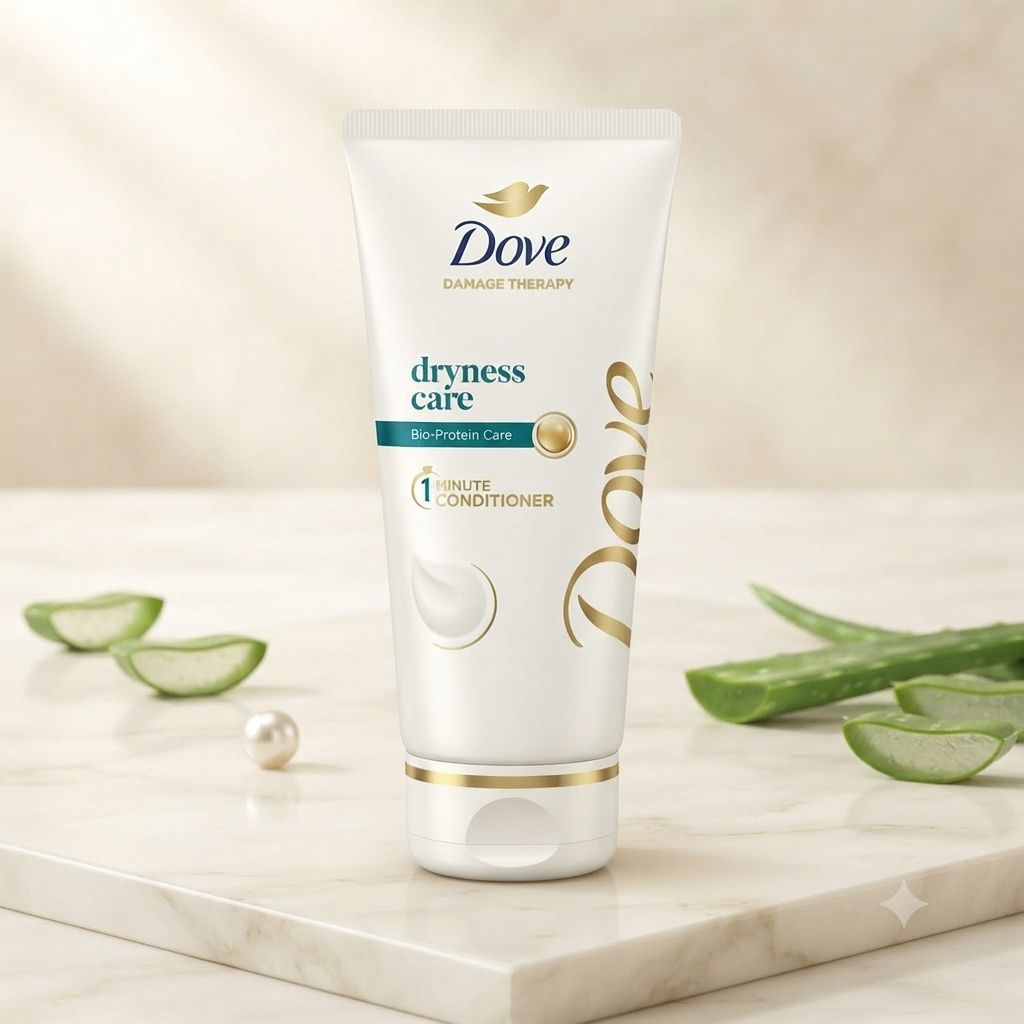 Dove
DAMAGE THERAPY
dryness
care
Bio-Protein Care
1 MINUTE
CONDITIONER
Dove